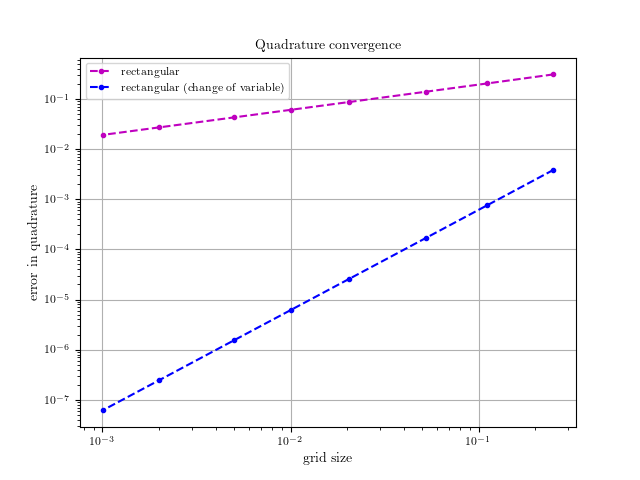 Quadrature convergence
rectangular
rectangular (change of variable)
error in quadrature
10⁻¹
10⁻²
10⁻³
10⁻⁴
10⁻⁵
10⁻⁶
10⁻⁷
10⁻³ 10⁻² 10⁻¹
grid size